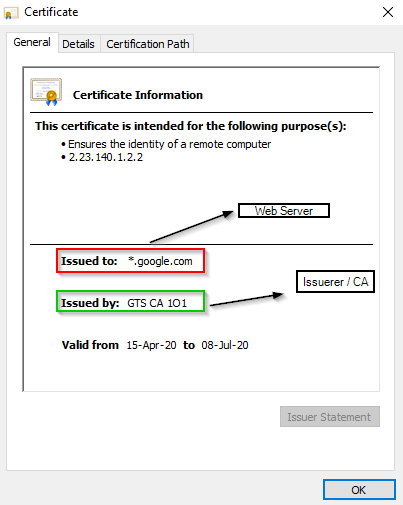 Certificate
General Details Certification Path
Certificate Information
This certificate is intended for the following purpose(s):
• Ensures the identity of a remote computer
• 2.23.140.1.2.2
Web Server
Issued to: *.google.com
Issuerer / CA
Issued by: GTS CA 1O1
Valid from 15-Apr-20 to 08-Jul-20
Issuer Statement
OK